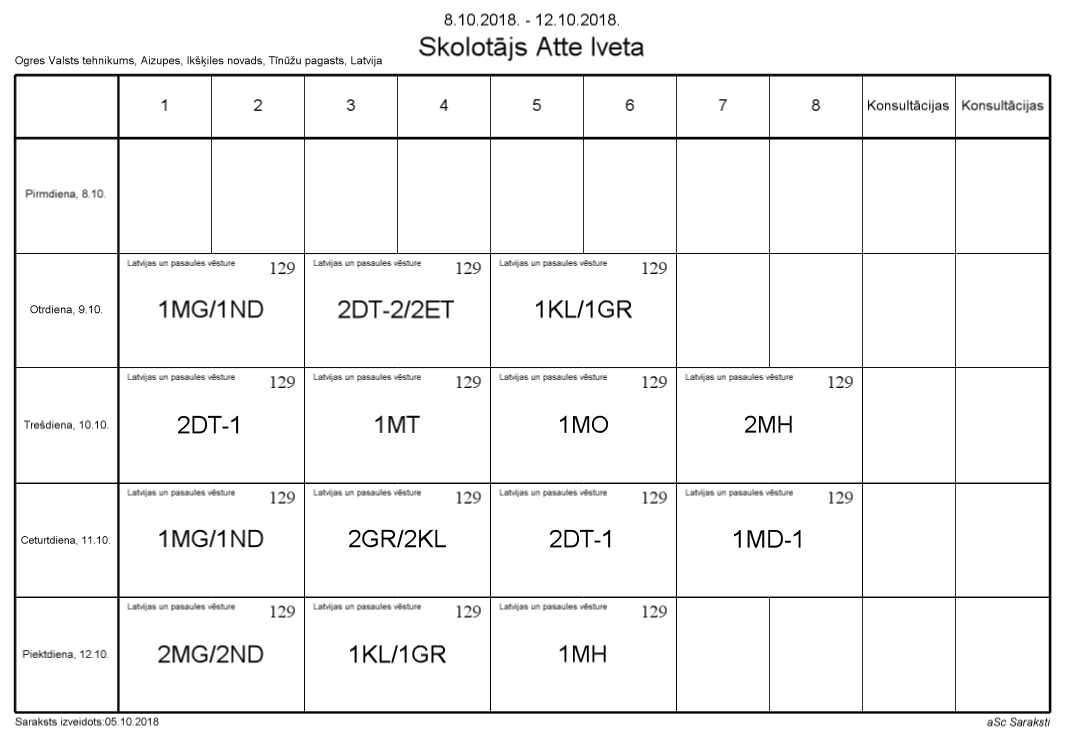 8.10.2018. - 12.10.2018.
Skolotājs Atte Iveta
Ogres Valsts tehnikums, Aizupes, Ikšķiles novads, Tīnūžu pagasts, Latvija
1 2 3 4 5 6 7 8 Konsultācijas Konsultācijas
Pirmdiena, 8.10.
Latvijas un pasaules vēsture 129 Latvijas un pasaules vēsture 129 Latvijas un pasaules vēsture 129
Otrdiena, 9.10. 1MG/1ND 2DT-2/2ET 1KL/1GR
Latvijas un pasaules vēsture 129 Latvijas un pasaules vēsture 129 Latvijas un pasaules vēsture 129 Latvijas un pasaules vēsture 129
Trešdiena, 10.10. 2DT-1 1MT 1MO 2MH
Latvijas un pasaules vēsture 129 Latvijas un pasaules vēsture 129 Latvijas un pasaules vēsture 129 Latvijas un pasaules vēsture 129
Ceturtdiena, 11.10. 1MG/1ND 2GR/2KL 2DT-1 1MD-1
Latvijas un pasaules vēsture 129 Latvijas un pasaules vēsture 129 Latvijas un pasaules vēsture 129
Piektdiena, 12.10. 2MG/2ND 1KL/1GR 1MH
Saraksts izveidots:05.10.2018 aSc Saraksti